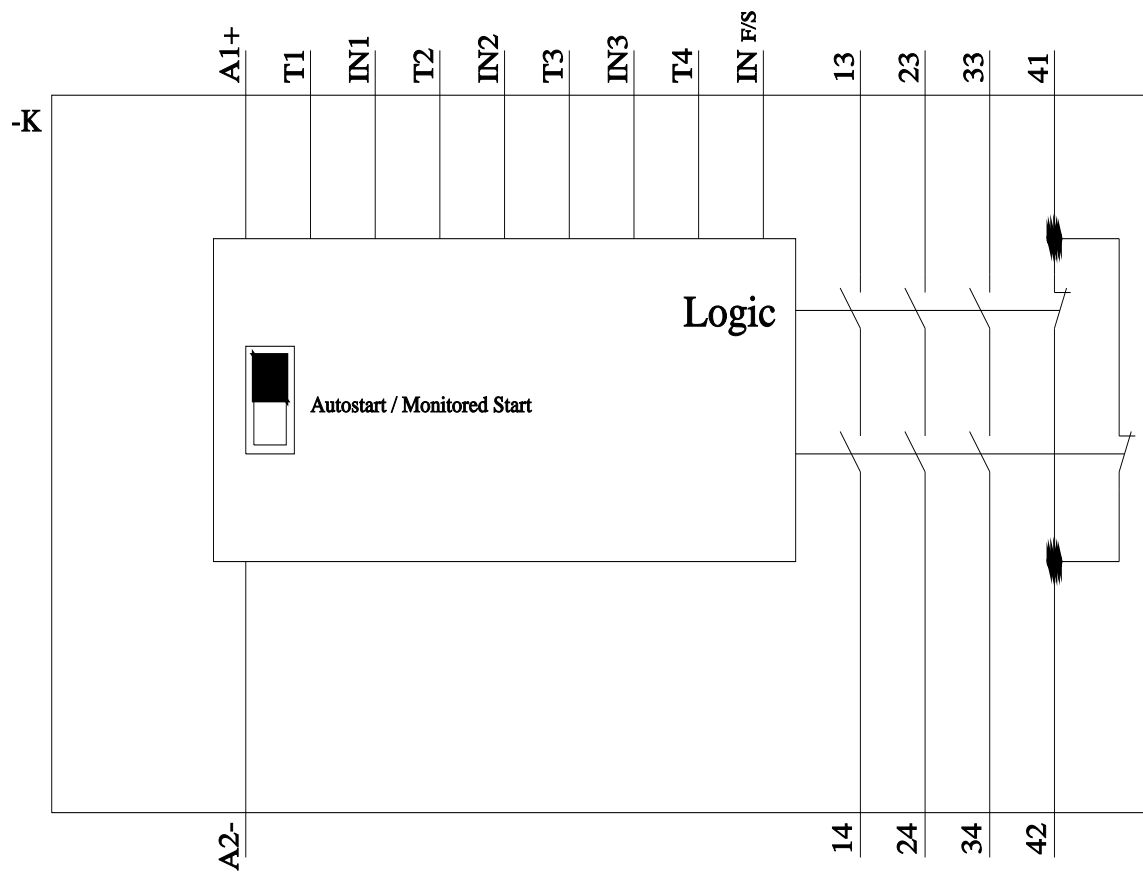 A1+
T1
IN1
T2
IN2
T3
IN3
T4
IN F/S
13
23
33
41
-K
Logic
Autostart / Monitored Start
A2-
14
24
34
42